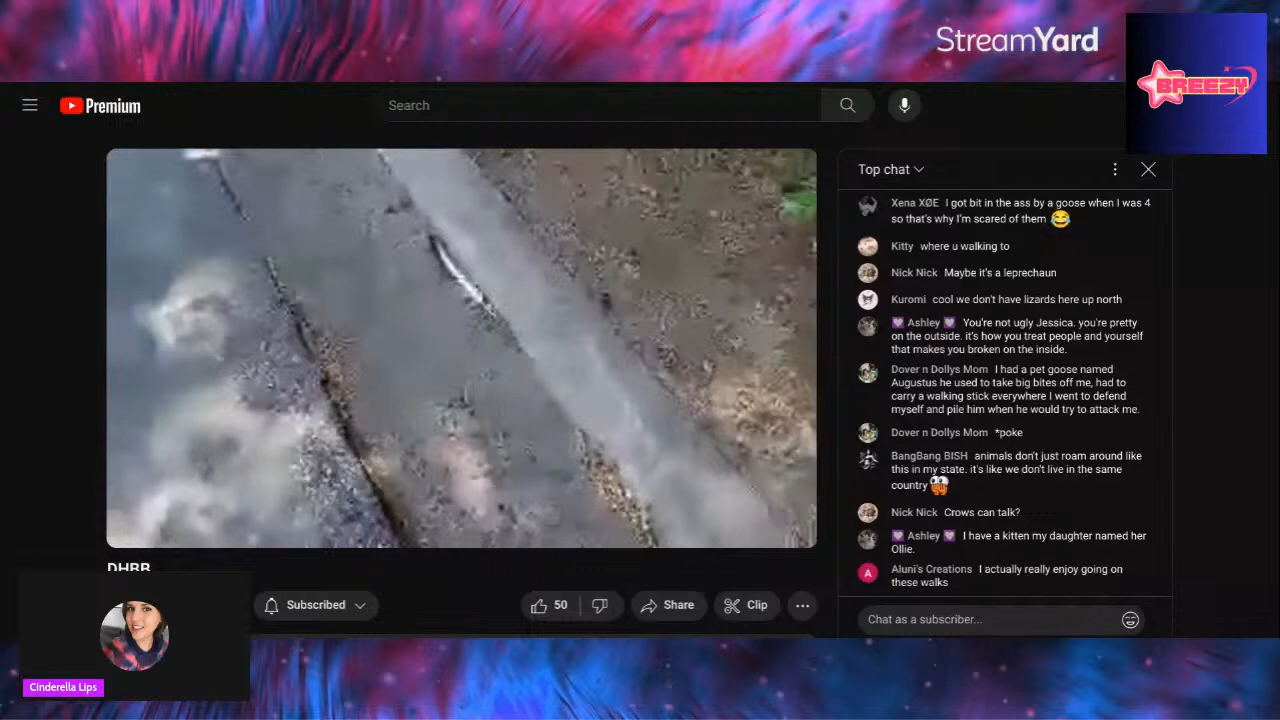 StreamYard
BREEZY
Premium
Search
Top chat
Xena XØE I got bit in the ass by a goose when I was 4
so that's why I'm scared of them
Kitty where u walking to
Nick Nick Maybe it's a leprechaun
Kuromi cool we don't have lizards here up north
Ashley You're not ugly Jessica. you're pretty
on the outside. it's how you treat people and yourself
that makes you broken on the inside.
Dover n Dollys Mom I had a pet goose named
Augustus he used to take big bites off me, had to
carry a walking stick everywhere I went to defend
myself and pile him when he would try to attack me.
Dover n Dollys Mom *poke
BangBang BISH animals don't just roam around like
this in my state. it's like we don't live in the same
country
Nick Nick Crows can talk?
Ashley I have a kitten my daughter named her
Ollie.
A Aluni's Creations I actually really enjoy going on
these walks
DHBB
Subscribed
50
Share
Clip
Chat as a subscriber...
Cinderella Lips